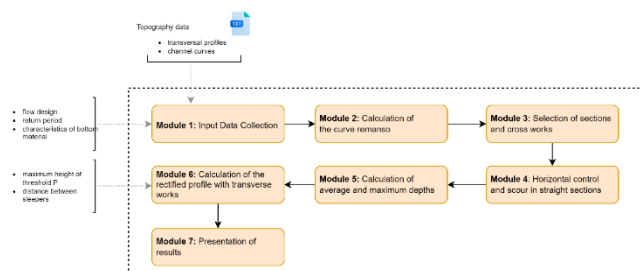 Topography data
TXT
• transversal profiles
• channel curves
• flow design
• return period
• characteristics of bottom
material
Module 1: Input Data Collection
Module 2: Calculation of
the curve remanso
Module 3: Selection of sections
and cross works
• maximum height of
threshold P
• distance between
sleepers
Module 6: Calculation of the
rectified profile with transverse
works
Module 5: Calculation of
average and maximum depths
Module 4: Horizontal control
and scour in straight sections
Module 7: Presentation of
results